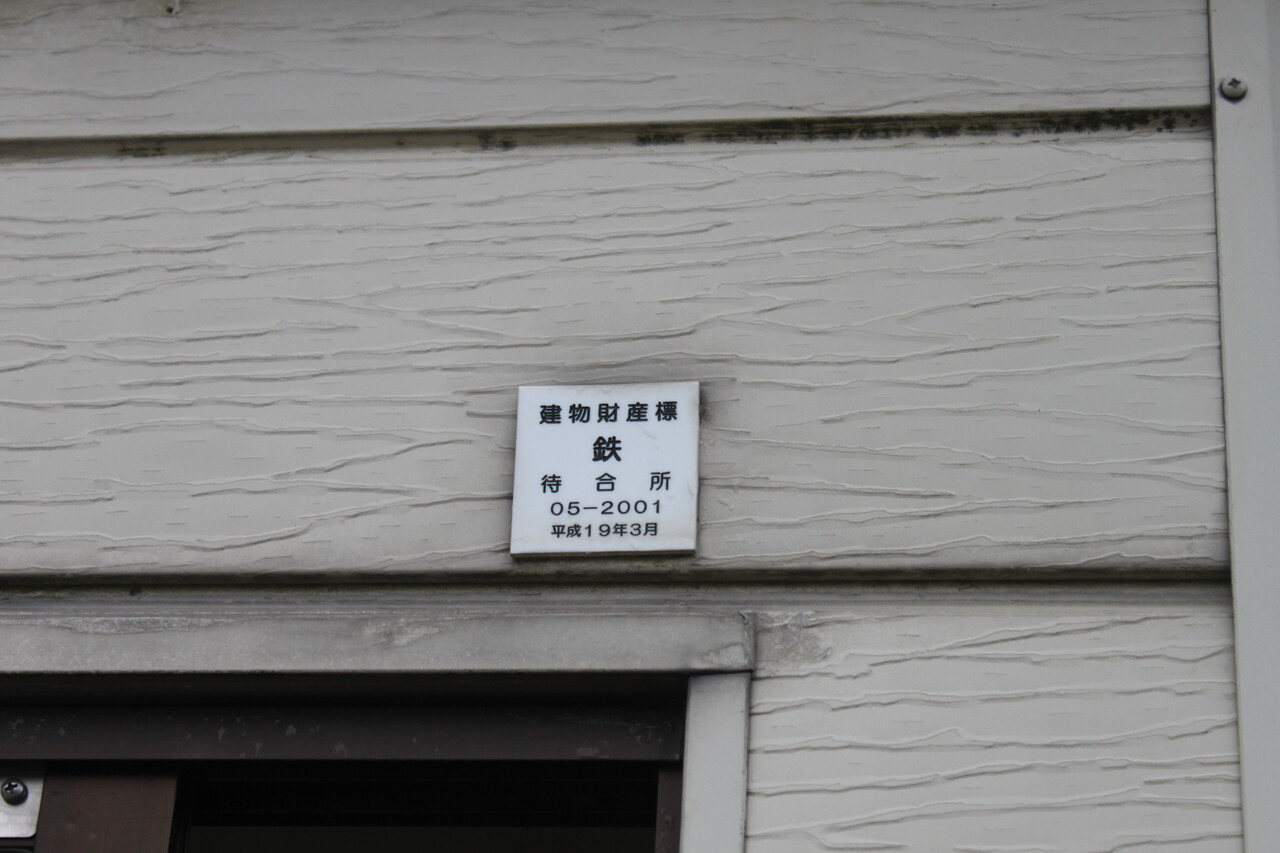 建物財産標
鉄
待合所
05-2001
平成19年3月